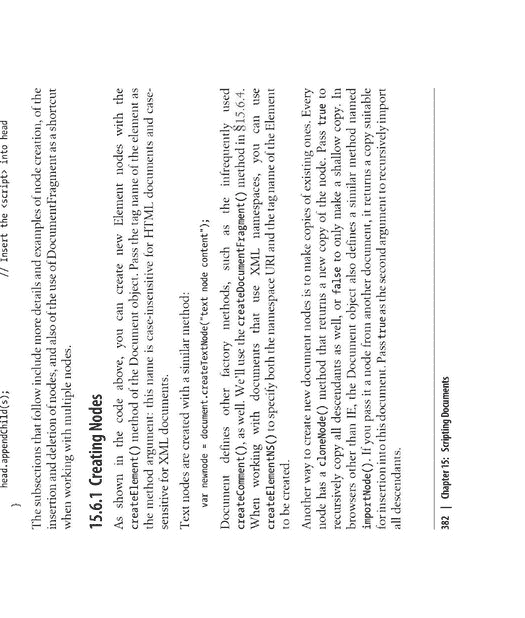 head.appendChild(s); // Insert the <script> into head
}
The subsections that follow include more details and examples of node creation, of the
insertion and deletion of nodes, and also of the use of DocumentFragment as a shortcut
when working with multiple nodes.
15.6.1 Creating Nodes
As shown in the code above, you can create new Element nodes with the
createElement() method of the Document object. Pass the tag name of the element as
the method argument: this name is case-insensitive for HTML documents and case-
sensitive for XML documents.
Text nodes are created with a similar method:
var newnode = document.createTextNode("text node content");
Document defines other factory methods, such as the infrequently used
createComment(), as well. We'll use the createDocumentFragment() method in §15.6.4.
When working with documents that use XML namespaces, you can use
createElementNS() to specify both the namespace URI and the tag name of the Element
to be created.
Another way to create new document nodes is to make copies of existing ones. Every
node has a cloneNode() method that returns a new copy of the node. Pass true to
recursively copy all descendants as well, or false to only make a shallow copy. In
browsers other than IE, the Document object also defines a similar method named
importNode(). If you pass it a node from another document, it returns a copy suitable
for insertion into this document. Pass true as the second argument to recursively import
all descendants.
382 | Chapter 15: Scripting Documents